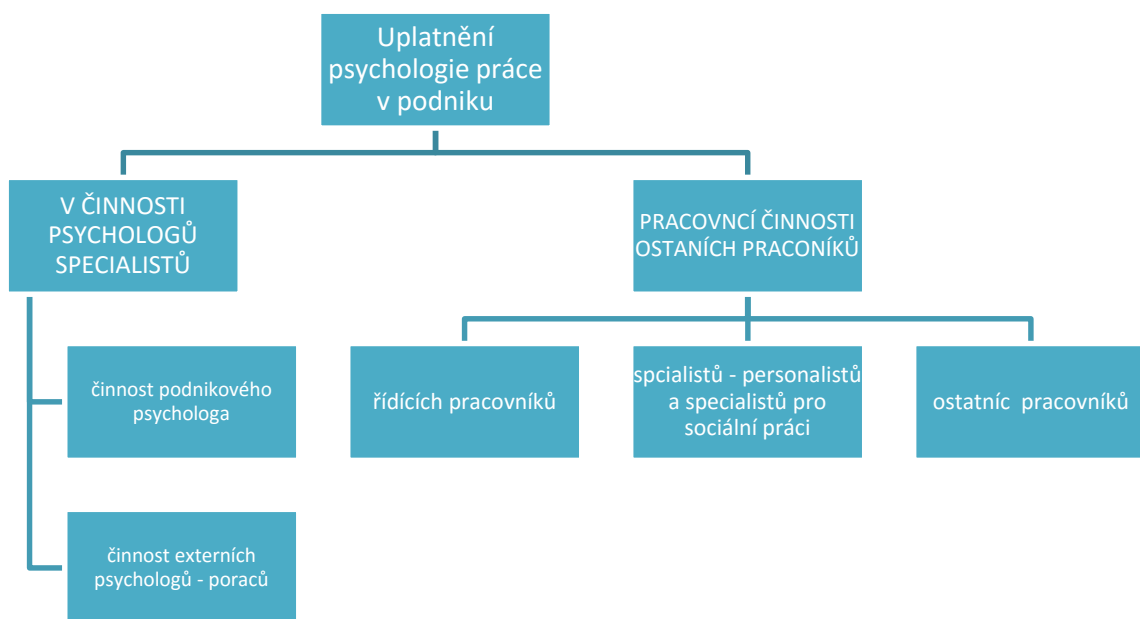 Uplatnění
psychologie práce
v podniku
V ČINNOSTI
PSYCHOLOGŮ
SPECIALISTŮ
PRACOVNCÍ ČINNOSTI
OSTANÍCH PRACONÍKŮ
činnost podnikového
psychologa
řídících pracovníků
spcialistů - personalistů
a specialistů pro
sociální práci
ostatníc pracovníků
činnost externích
psychologů - poraců